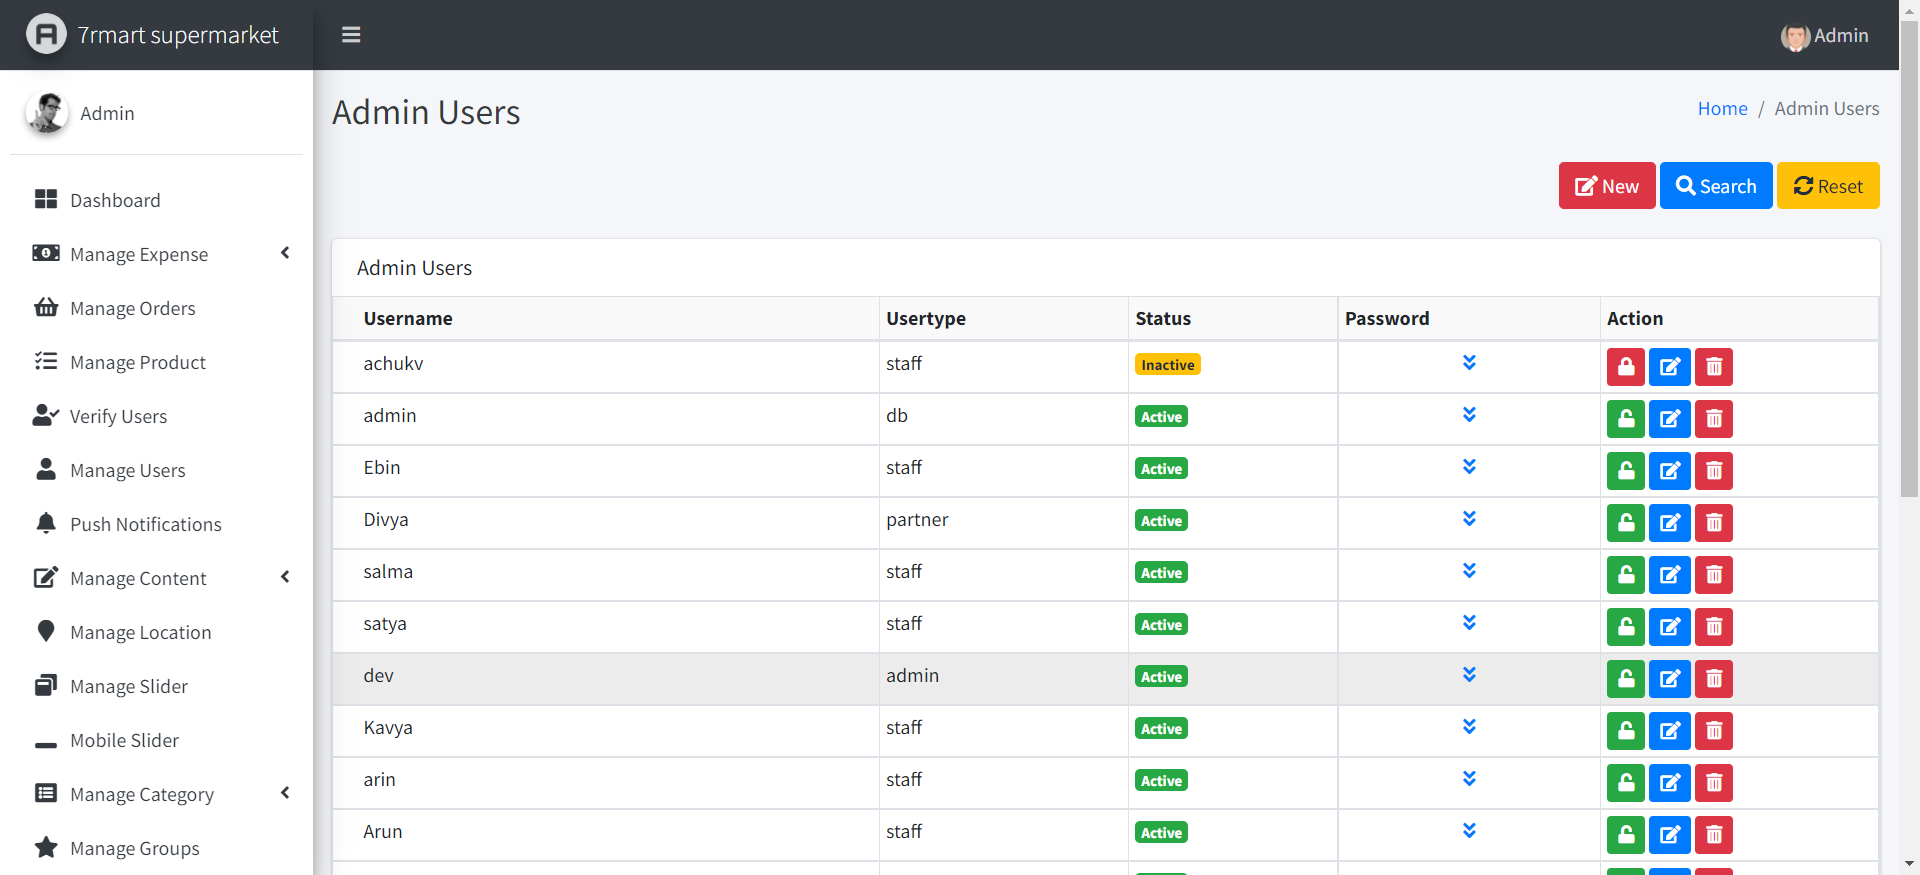 7rmart supermarket
Admin
Admin
Dashboard
Manage Expense
Manage Orders
Manage Product
Verify Users
Manage Users
Push Notifications
Manage Content
Manage Location
Manage Slider
Mobile Slider
Manage Category
Manage Groups
Admin Users
Home / Admin Users
New Search Reset
Admin Users
Username Usertype Status Password Action
achukv staff Inactive
admin db Active
Ebin staff Active
Divya partner Active
salma staff Active
satya staff Active
dev admin Active
Kavya staff Active
arin staff Active
Arun staff Active